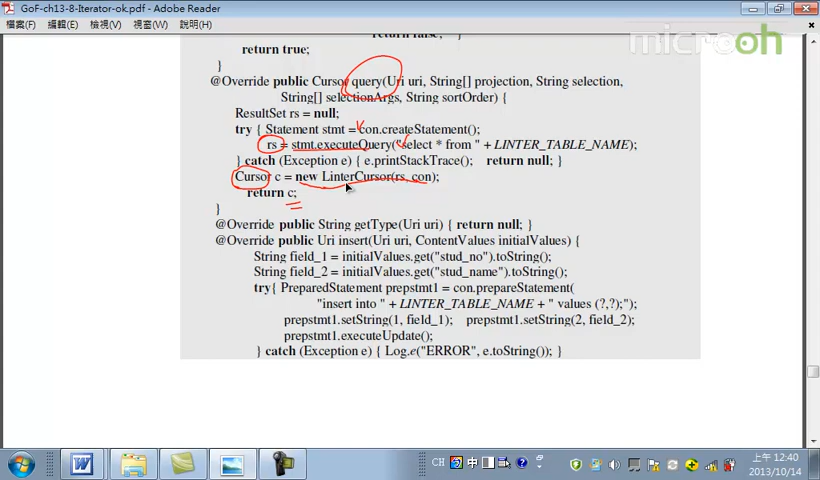 GoF-ch13-8-Iterator-ok.pdf - Adobe Reader
檔案(F) 編輯(E) 檢視(V) 視窗(W) 說明(H)
microoh
return false; }
return true;
}
@Override public Cursor query(Uri uri, String[] projection, String selection,
String[] selectionArgs, String sortOrder) {
ResultSet rs = null;
try { Statement stmt = con.createStatement();
rs = stmt.executeQuery("select * from " + LINTER_TABLE_NAME);
} catch (Exception e) { e.printStackTrace(); return null; }
Cursor c = new LinterCursor(rs, con);
return c;
}
@Override public String getType(Uri uri) { return null; }
@Override public Uri insert(Uri uri, ContentValues initialValues) {
String field_1 = initialValues.get("stud_no").toString();
String field_2 = initialValues.get("stud_name").toString();
try{ PreparedStatement prepstmt1 = con.prepareStatement(
"insert into " + LINTER_TABLE_NAME + " values (?,?);");
prepstmt1.setString(1, field_1); prepstmt1.setString(2, field_2);
prepstmt1.executeUpdate();
} catch (Exception e) { Log.e("ERROR", e.toString()); }
CH 中
上午 12:40
2013/10/14